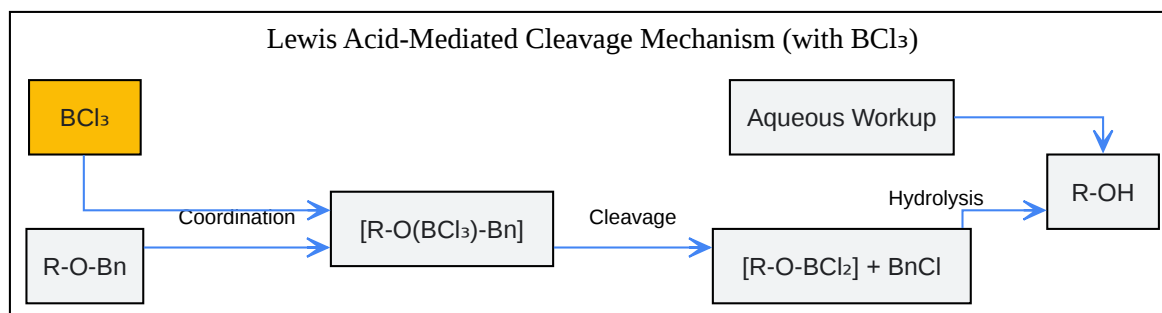 Lewis Acid-Mediated Cleavage Mechanism (with BCl₃)
BCl₃
Aqueous Workup
R-OH
Hydrolysis
Coordination
Cleavage
[R-O(BCl₃)-Bn]
R-O-Bn
[R-O-BCl₂] + BnCl